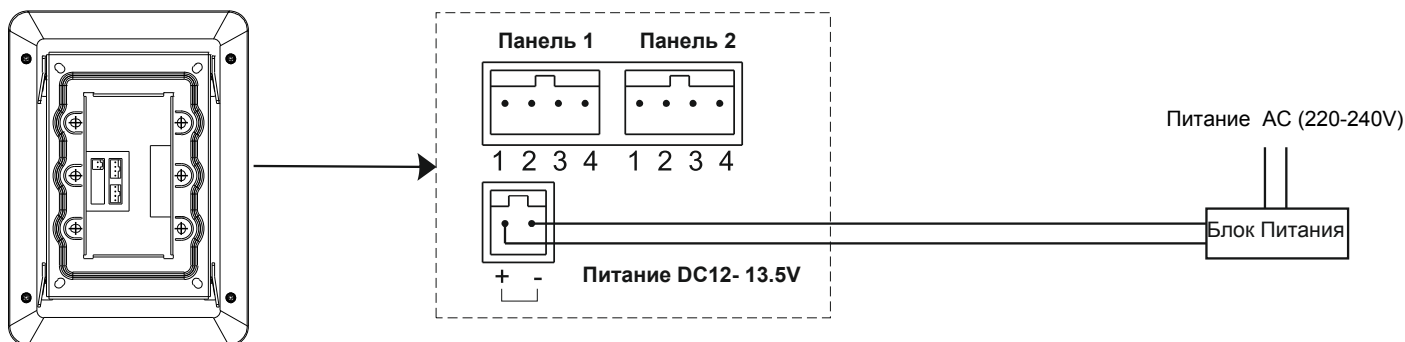 Панель 1 Панель 2
1 2 3 4 1 2 3 4
+ - Питание DC12- 13.5V
Питание AC (220-240V)
Блок Питания